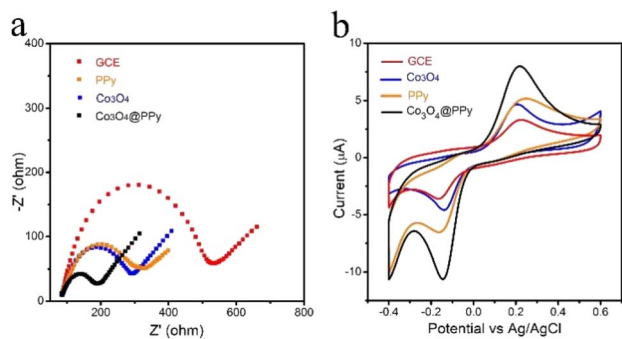 a
-Z' (ohm)
400
300
200
100
0
GCE
PPy
Co3O4
Co3O4@PPy
200
400
600
800
Z' (ohm)
b
Current (μA)
10
5
0
-5
-10
GCE
Co3O4
PPy
Co3O4@PPy
-0.4
-0.2
0.0
0.2
0.4
0.6
Potential vs Ag/AgCl